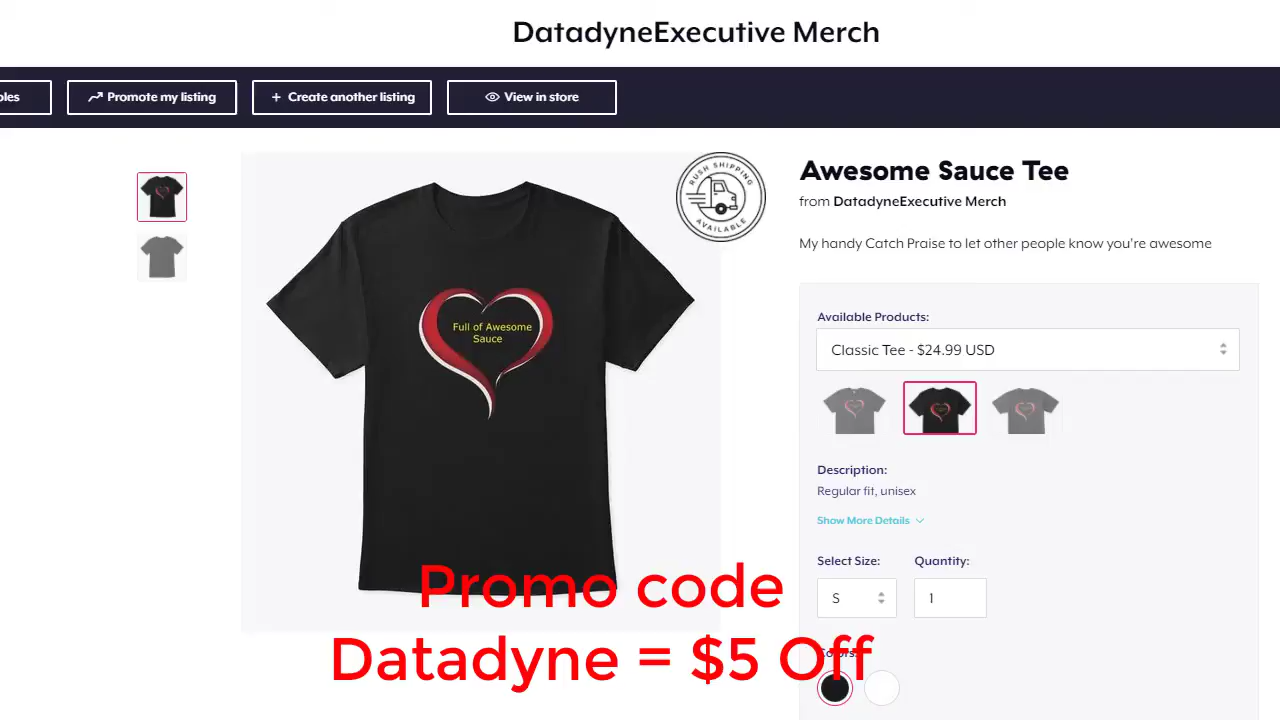 DatadyneExecutive Merch
ples
Promote my listing
+ Create another listing
View in store
RUSH SHIPPING
AVAILABLE
Full of Awesome
Sauce
Awesome Sauce Tee
from DatadyneExecutive Merch
My handy Catch Praise to let other people know you're awesome
Available Products:
Classic Tee - $24.99 USD
Description:
Regular fit, unisex
Show More Details
Select Size:
Quantity:
S
1
Colors:
Promo code
Datadyne = $5 Off